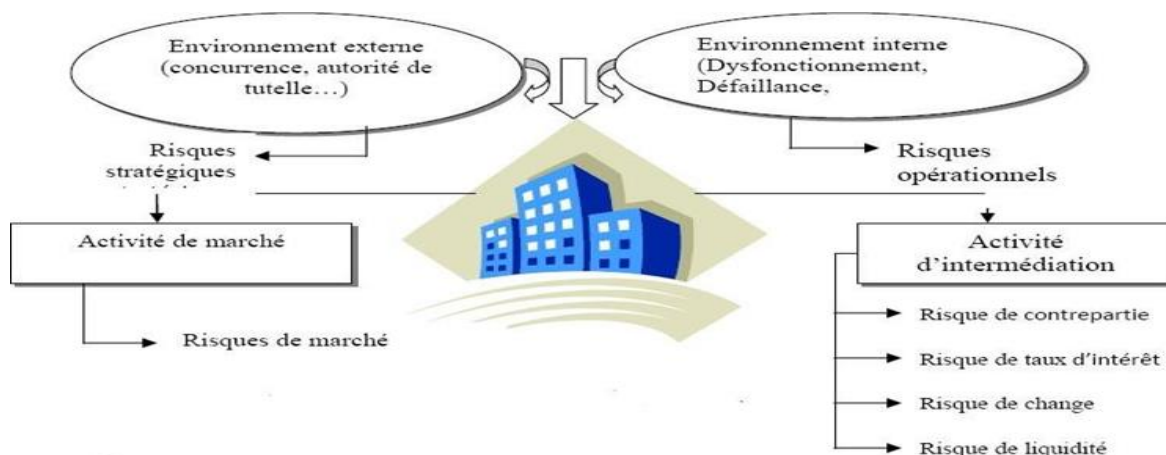 Environnement externe
(concurrence, autorité de
tutelle…)
Environnement interne
(Dysfonctionnement,
Défaillance,
Risques
stratégiques
Risques
opérationnels
Activité de marché
Activité
d'intermédiation
Risques de marché
Risque de contrepartie
Risque de taux d'intérêt
Risque de change
Risque de liquidité